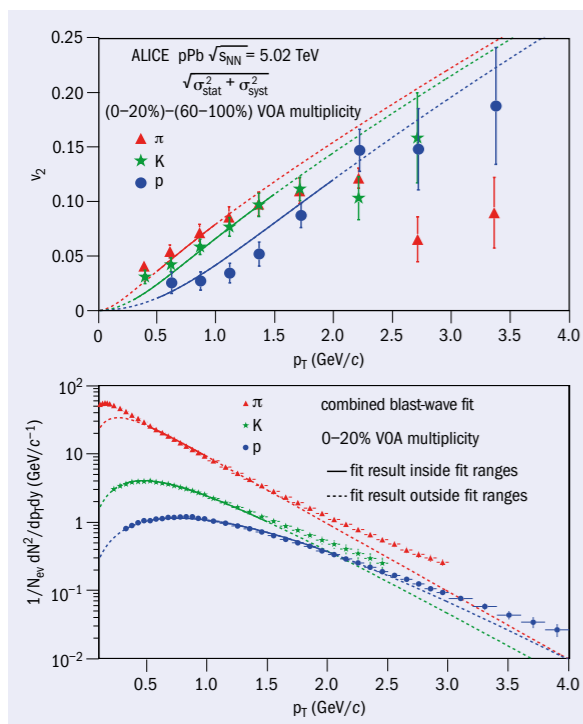 0.25
0.20
0.15
0.10
0.05
0
v₂
ALICE pPb √sNN = 5.02 TeV
√σ²stat + σ²syst
(0–20%)–(60–100%) VOA multiplicity
π
K
p
0 0.5 1.0 1.5 2.0 2.5 3.0 3.5 4.0
pT (GeV/c)
10²
10
1
10⁻¹
10⁻²
1/Nev dN²/dpTdy (GeV/c⁻¹)
π
K
p
combined blast-wave fit
0–20% VOA multiplicity
fit result inside fit ranges
fit result outside fit ranges
0.5 1.0 1.5 2.0 2.5 3.0 3.5 4.0
pT (GeV/c)